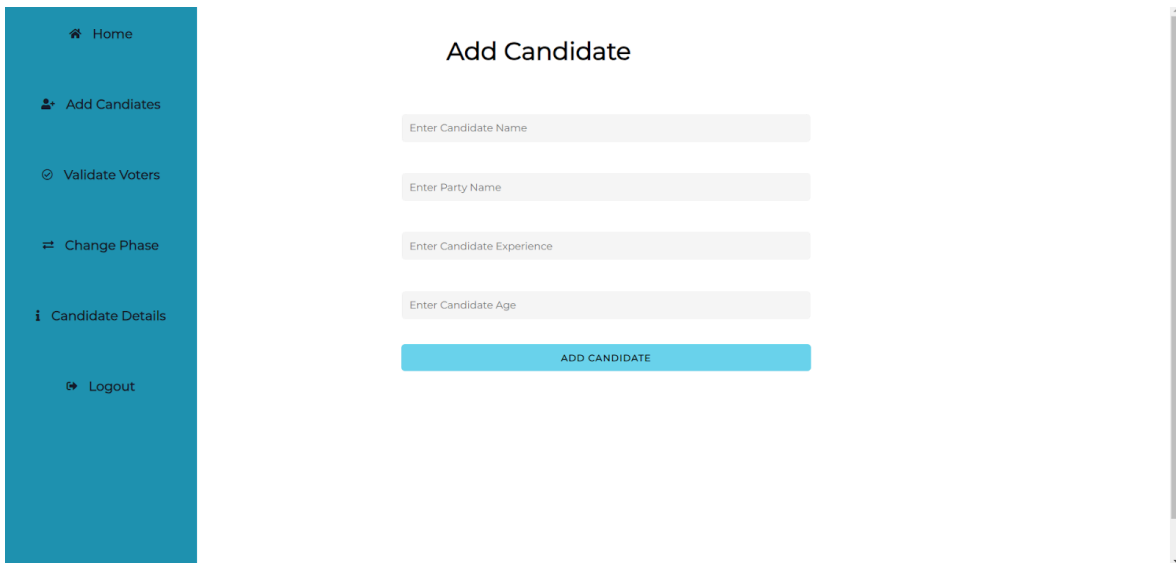 Home
Add Candiates
Validate Voters
Change Phase
Candidate Details
Logout
Add Candidate
Enter Candidate Name
Enter Party Name
Enter Candidate Experience
Enter Candidate Age
ADD CANDIDATE